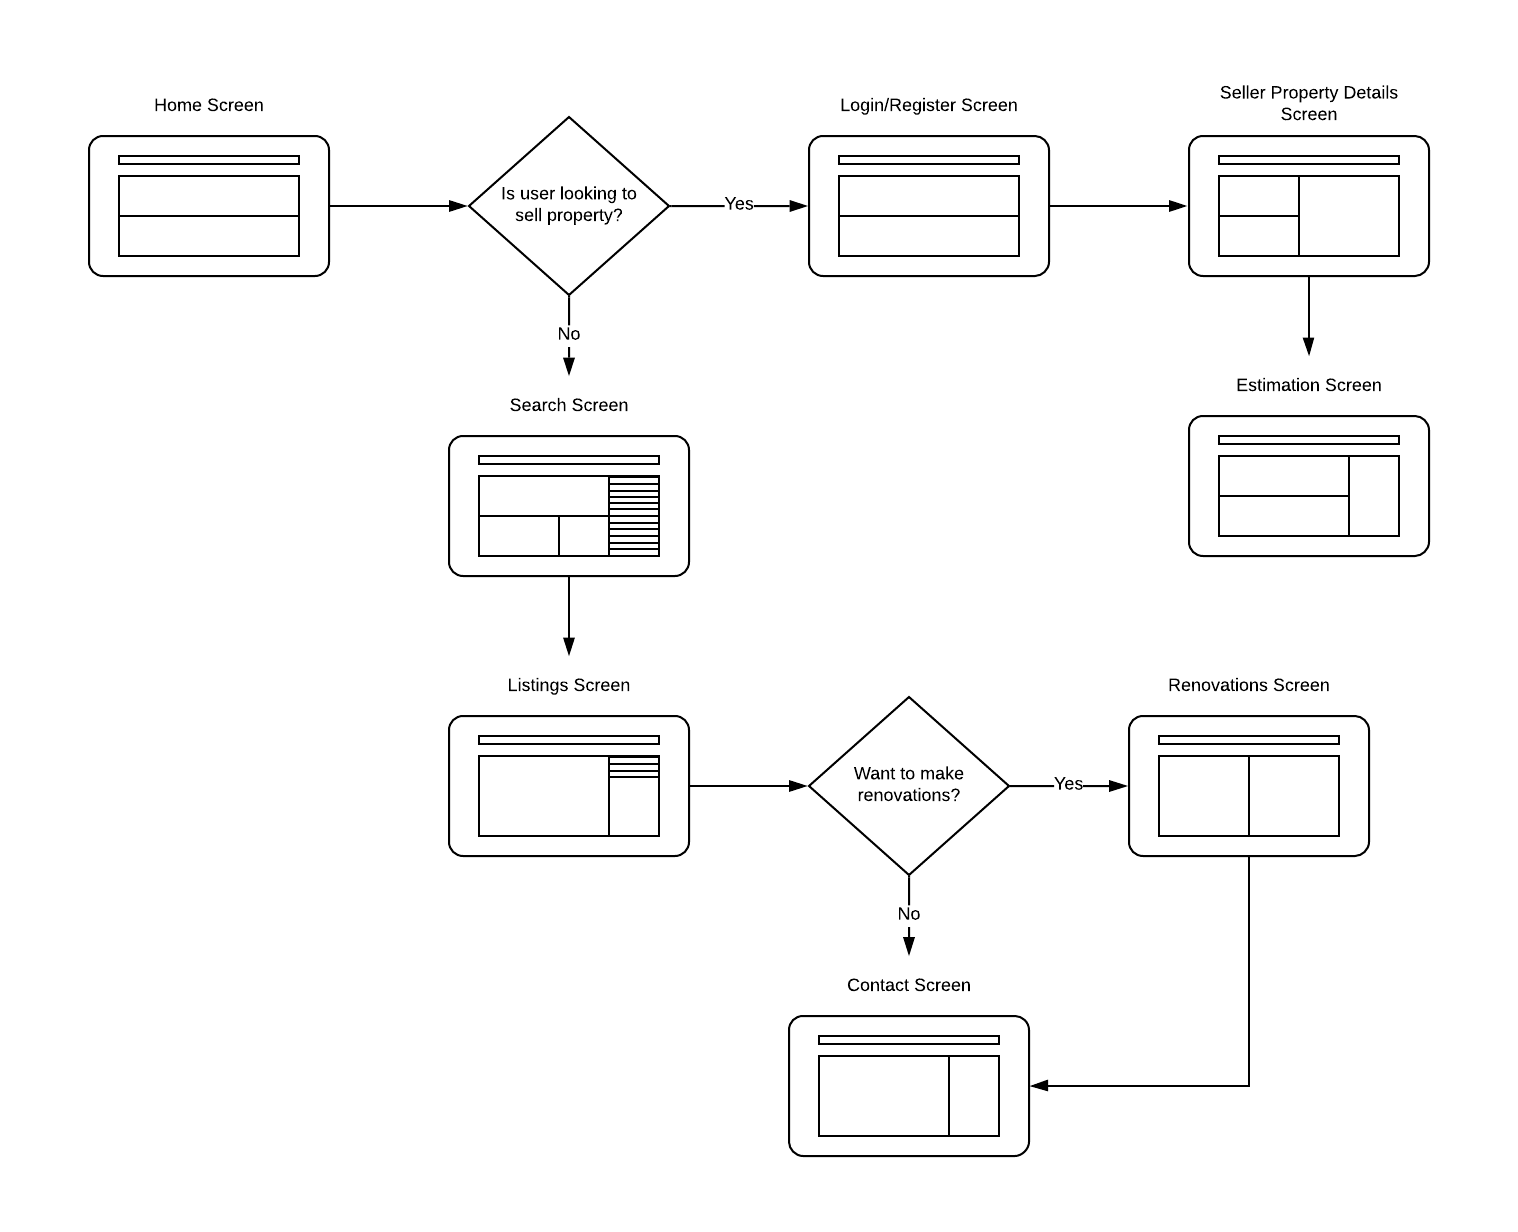 Home Screen
Is user looking to
sell property?
Yes
Login/Register Screen
Seller Property Details
Screen
No
Estimation Screen
Search Screen
Listings Screen
Want to make
renovations?
Yes
Renovations Screen
No
Contact Screen